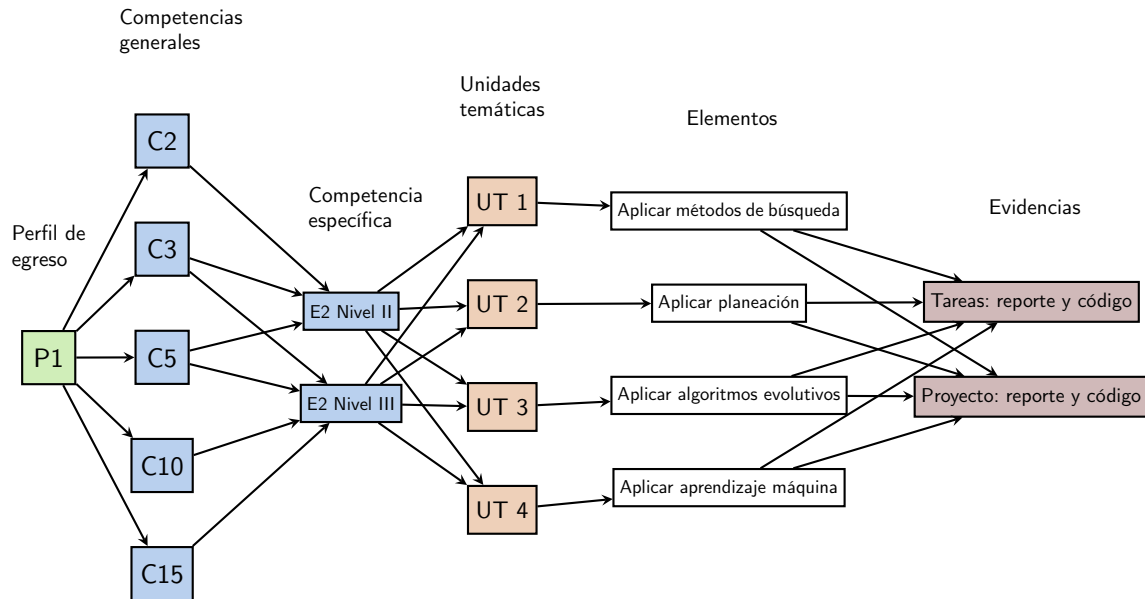 Competencias
generales
Unidades
temáticas
Elementos
C2
Competencia
específica
UT 1
Aplicar métodos de búsqueda
Evidencias
Perfil de
egreso
C3
E2 Nivel II
UT 2
Aplicar planeación
Tareas: reporte y código
P1
C5
E2 Nivel III
UT 3
Aplicar algoritmos evolutivos
Proyecto: reporte y código
C10
UT 4
Aplicar aprendizaje máquina
C15